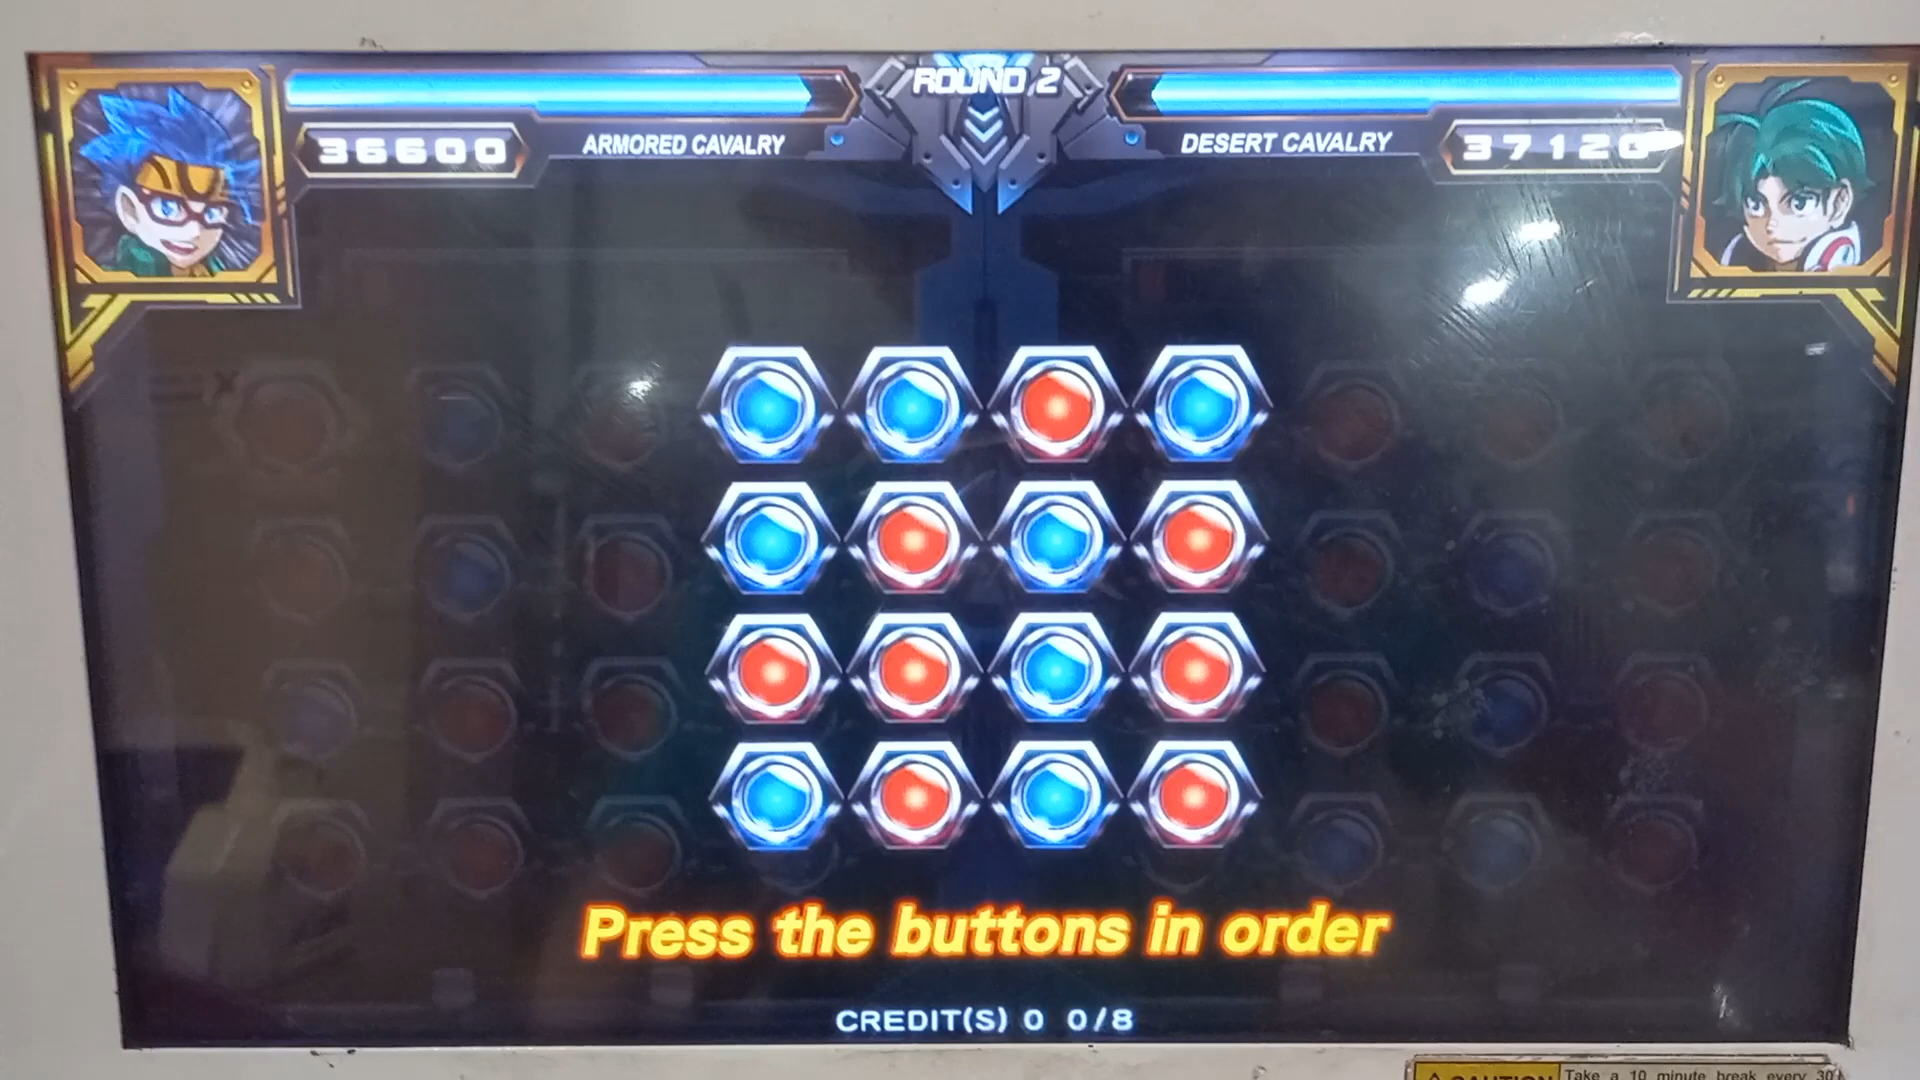 ROUND 2
36600
ARMORED CAVALRY
DESERT CAVALRY
37120
Press the buttons in order
CREDIT(S) 0 0/8
CAUTION
Take a 10 minute break every 30